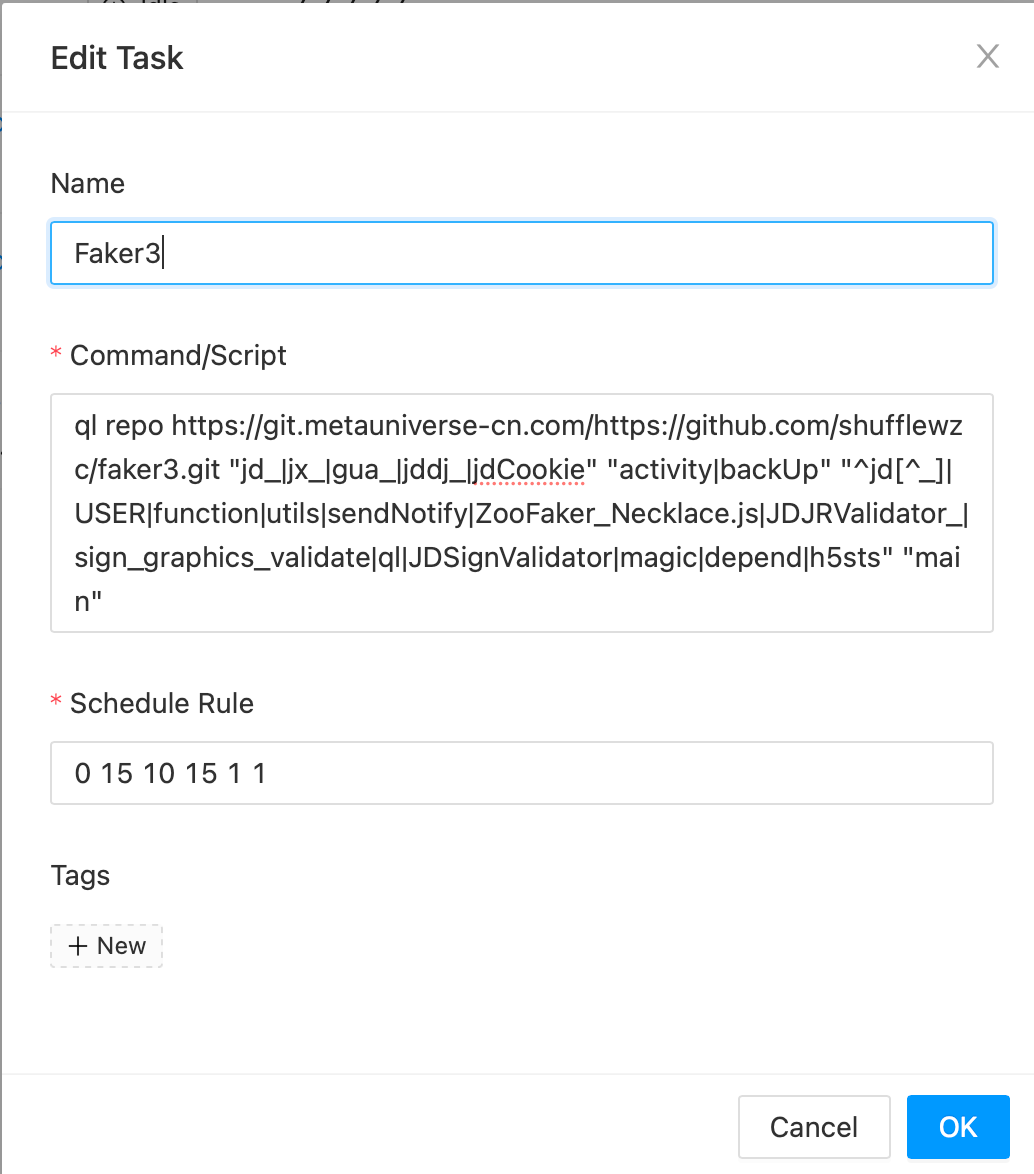 Edit Task
Name
Faker3
* Command/Script
ql repo https://git.metauniverse-cn.com/https://github.com/shufflewz
c/faker3.git "jd_|jx_|gua_|jddj_|jdCookie" "activity|backUp" "^jd[^_]|
USER|function|utils|sendNotify|ZooFaker_Necklace.js|JDJRValidator_|
sign_graphics_validate|ql|JDSignValidator|magic|depend|h5sts" "mai
n"
* Schedule Rule
0 15 10 15 1 1
Tags
+ New
Cancel
OK